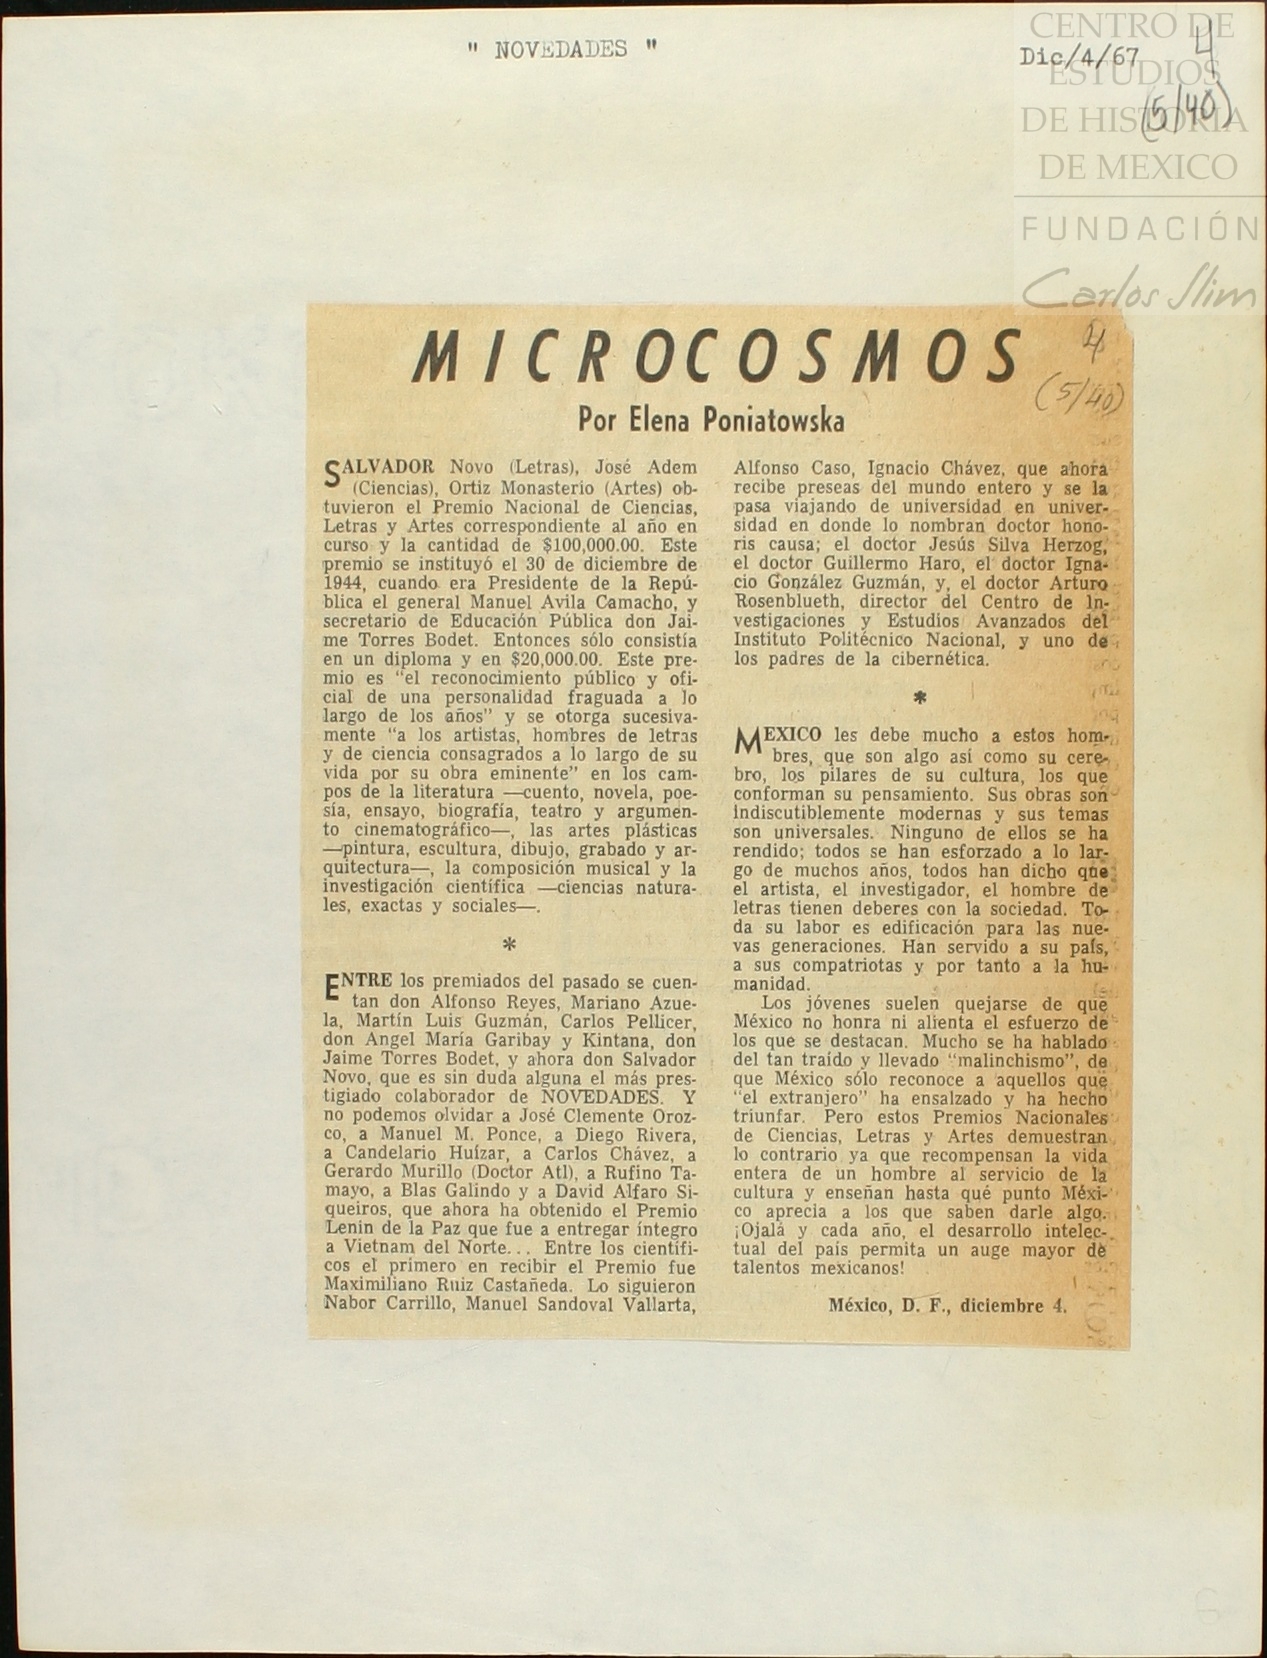 " NOVEDADES "
Dic/4/67
4
(5/40)
CENTRO DE
ESTUDIOS
DE HISTORIA
DE MEXICO
FUNDACIÓN
Carlos Slim
MICROCOSMOS
4
(5/40)
Por Elena Poniatowska
SALVADOR Novo (Letras), José Adem
(Ciencias), Ortiz Monasterio (Artes) ob-
tuvieron el Premio Nacional de Ciencias,
Letras y Artes correspondiente al año en
curso y la cantidad de $100,000.00. Este
premio se instituyó el 30 de diciembre de
1944, cuando era Presidente de la Repú-
blica el general Manuel Avila Camacho, y
secretario de Educación Pública don Jai-
me Torres Bodet. Entonces sólo consistía
en un diploma y en $20,000.00. Este pre-
mio es "el reconocimiento público y ofi-
cial de una personalidad fraguada a lo
largo de los años" y se otorga sucesiva-
mente "a los artistas, hombres de letras
y de ciencia consagrados a lo largo de su
vida por su obra eminente" en los cam-
pos de la literatura —cuento, novela, poe-
sía, ensayo, biografía, teatro y argumen-
to cinematográfico—, las artes plásticas
—pintura, escultura, dibujo, grabado y ar-
quitectura—, la composición musical y la
investigación científica —ciencias natura-
les, exactas y sociales—.
*
ENTRE los premiados del pasado se cuen-
tan don Alfonso Reyes, Mariano Azue-
la, Martín Luis Guzmán, Carlos Pellicer,
don Angel María Garibay y Kintana, don
Jaime Torres Bodet, y ahora don Salvador
Novo, que es sin duda alguna el más pres-
tigiado colaborador de NOVEDADES. Y
no podemos olvidar a José Clemente Oroz-
co, a Manuel M. Ponce, a Diego Rivera,
a Candelario Huízar, a Carlos Chávez, a
Gerardo Murillo (Doctor Atl), a Rufino Ta-
mayo, a Blas Galindo y a David Alfaro Si-
queiros, que ahora ha obtenido el Premio
Lenin de la Paz que fue a entregar íntegro
a Vietnam del Norte... Entre los científi-
cos el primero en recibir el Premio fue
Maximiliano Ruiz Castañeda. Lo siguieron
Nabor Carrillo, Manuel Sandoval Vallarta,
Alfonso Caso, Ignacio Chávez, que ahora
recibe preseas del mundo entero y se la
pasa viajando de universidad en univer-
sidad en donde lo nombran doctor hono-
ris causa; el doctor Jesús Silva Herzog,
el doctor Guillermo Haro, el doctor Igna-
cio González Guzmán, y, el doctor Arturo
Rosenblueth, director del Centro de In-
vestigaciones y Estudios Avanzados del
Instituto Politécnico Nacional, y uno de
los padres de la cibernética.
*
MEXICO les debe mucho a estos hom-
bres, que son algo así como su cere-
bro, los pilares de su cultura, los que
conforman su pensamiento. Sus obras son
indiscutiblemente modernas y sus temas
son universales. Ninguno de ellos se ha
rendido; todos se han esforzado a lo lar-
go de muchos años, todos han dicho que
el artista, el investigador, el hombre de
letras tienen deberes con la sociedad. To-
da su labor es edificación para las nue-
vas generaciones. Han servido a su país,
a sus compatriotas y por tanto a la hu-
manidad.
Los jóvenes suelen quejarse de que
México no honra ni alienta el esfuerzo de
los que se destacan. Mucho se ha hablado
del tan traído y llevado "malinchismo", de
que México sólo reconoce a aquellos que
"el extranjero" ha ensalzado y ha hecho
triunfar. Pero estos Premios Nacionales
de Ciencias, Letras y Artes demuestran
lo contrario ya que recompensan la vida
entera de un hombre al servicio de la
cultura y enseñan hasta qué punto Méxi-
co aprecia a los que saben darle algo.
¡Ojalá y cada año, el desarrollo intelec-
tual del país permita un auge mayor de
talentos mexicanos!
México, D. F., diciembre 4.